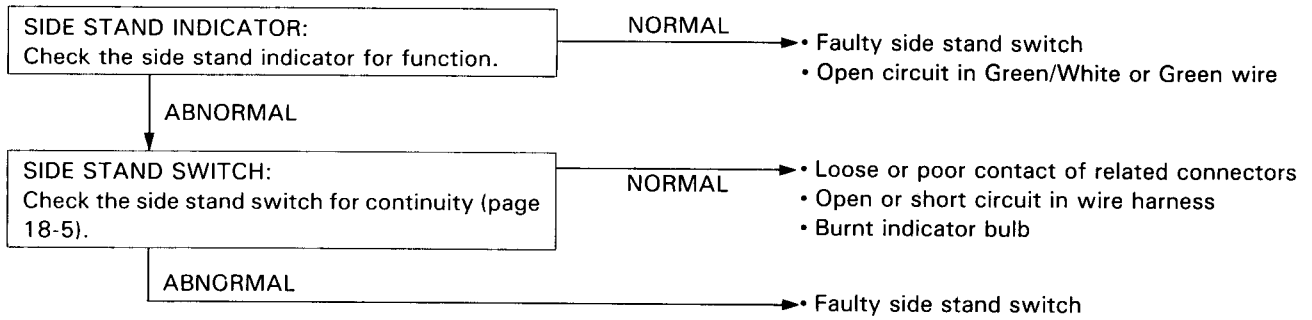 SIDE STAND INDICATOR:
Check the side stand indicator for function.
NORMAL
• Faulty side stand switch
• Open circuit in Green/White or Green wire
ABNORMAL
SIDE STAND SWITCH:
Check the side stand switch for continuity (page
18-5).
NORMAL
• Loose or poor contact of related connectors
• Open or short circuit in wire harness
• Burnt indicator bulb
ABNORMAL
• Faulty side stand switch